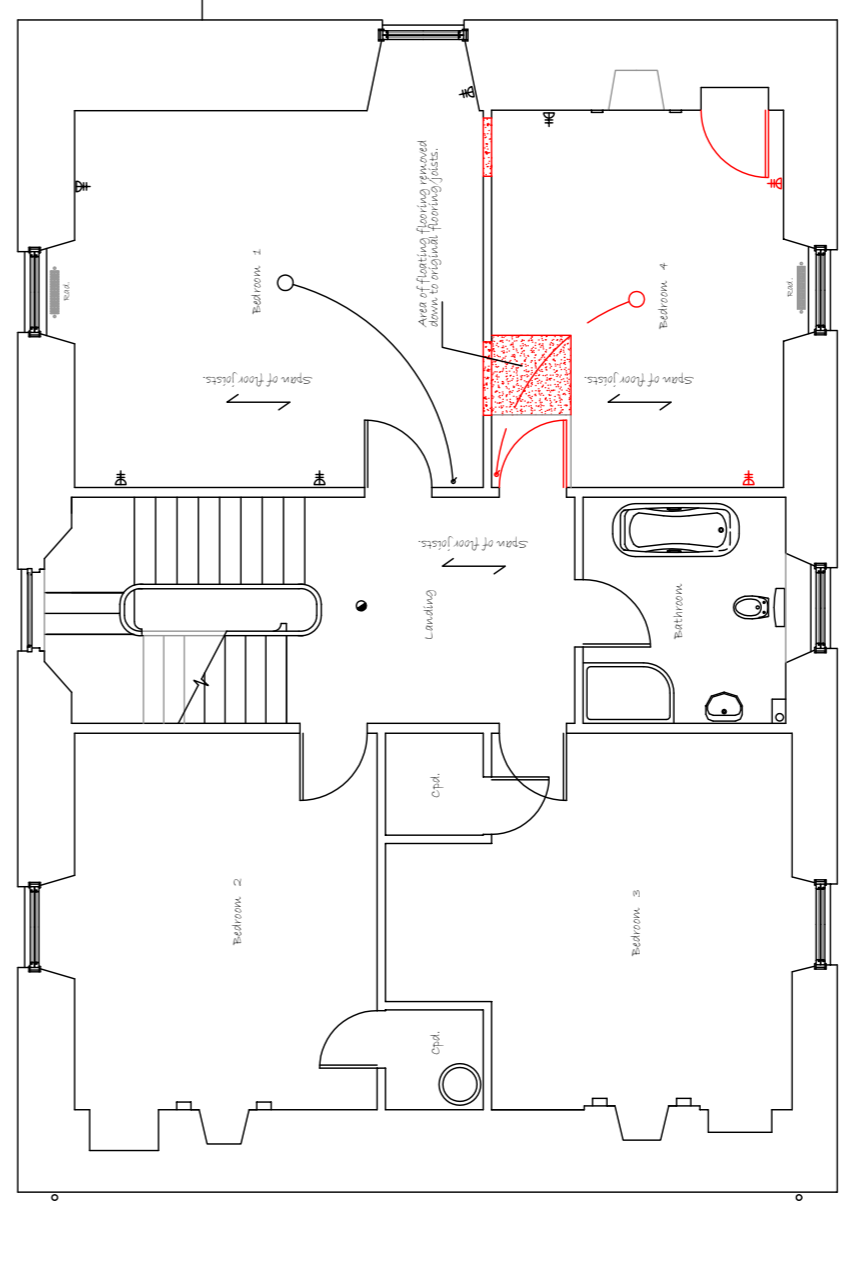 Area of floating flooring removed
down to original flooring/joists.
Bedroom 1
Bedroom 4
Rad.
Rad.
Span of floor joists.
Span of floor joists.
Span of floor joists.
Landing
Bathroom
Cpd.
Bedroom 2
Bedroom 3
Cpd.